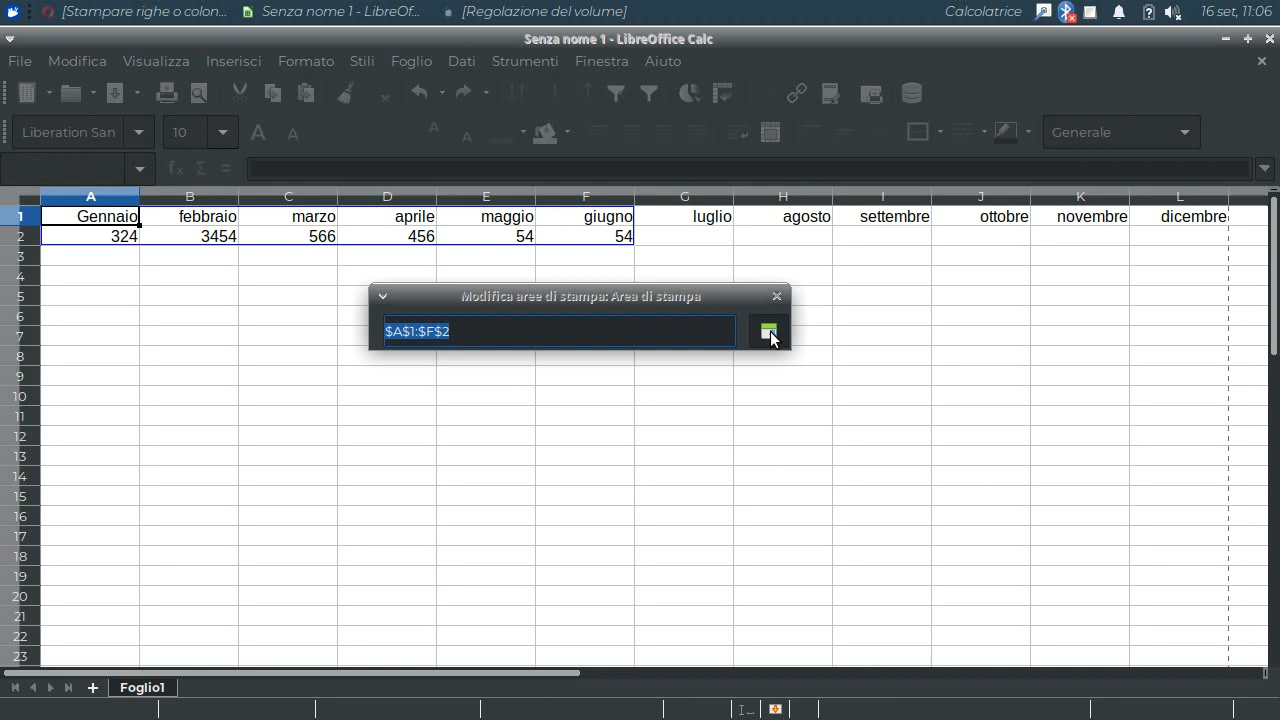 [Stampare righe o colon... Senza nome 1 - LibreOf... [Regolazione del volume] Calcolatrice 16 set, 11:06
Senza nome 1 - LibreOffice Calc
File Modifica Visualizza Inserisci Formato Stili Foglio Dati Strumenti Finestra Aiuto
Liberation San 10 Generale
A B C D E F G H I J K L
1 Gennaio febbraio marzo aprile maggio giugno luglio agosto settembre ottobre novembre dicembre
2 324 3454 566 456 54 54
3
4
5
6
7
8
9
10
11
12
13
14
15
16
17
18
19
20
21
22
23
Modifica aree di stampa: Area di stampa
$A$1:$F$2
Foglio1